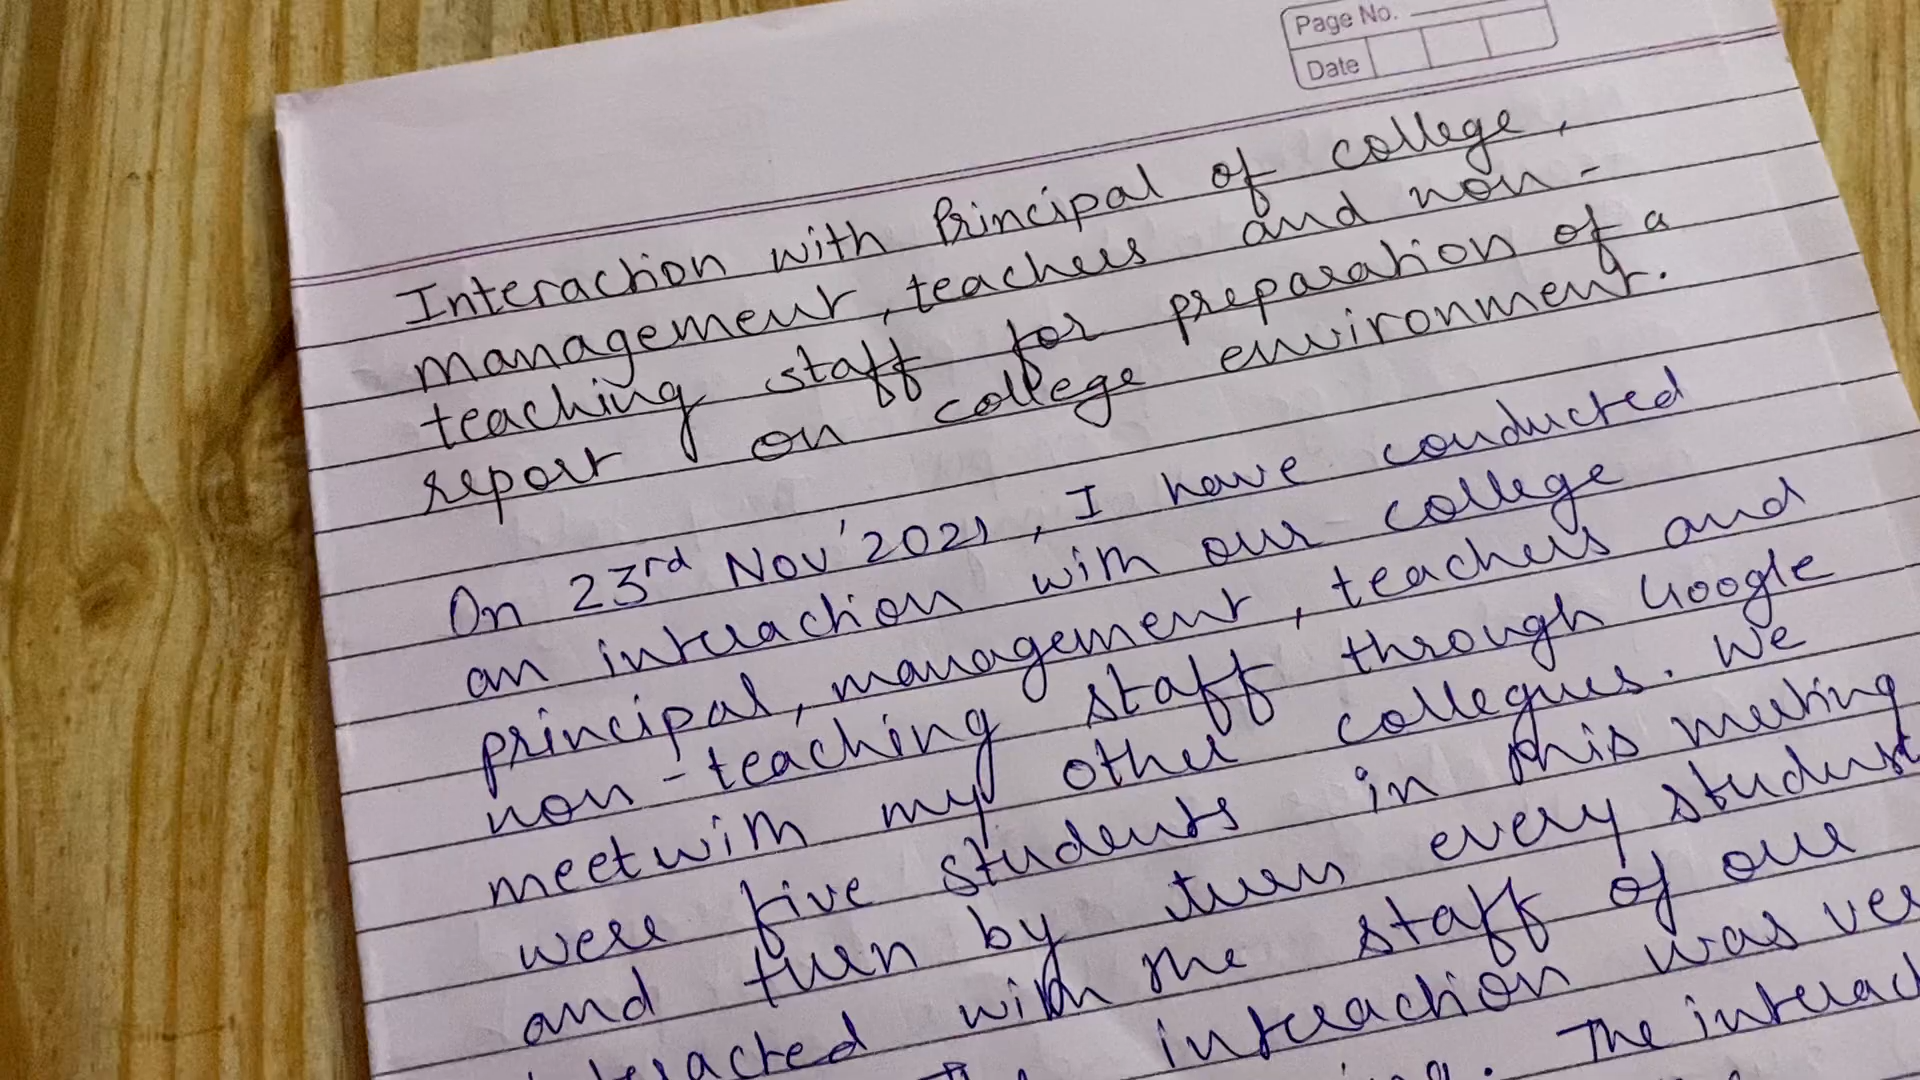 Page No.
Date
Interaction with Principal of college,
management, teachers and non-
teaching staff for preparation of a
report on college environment.
On 23rd Nov'2021, I have conducted
an interaction with our college
principal, management, teachers and
non-teaching staff through Google
meet with my other collegues. We
were five students in this meeting
and turn by turn every student
with the staff of our
interaction was
The